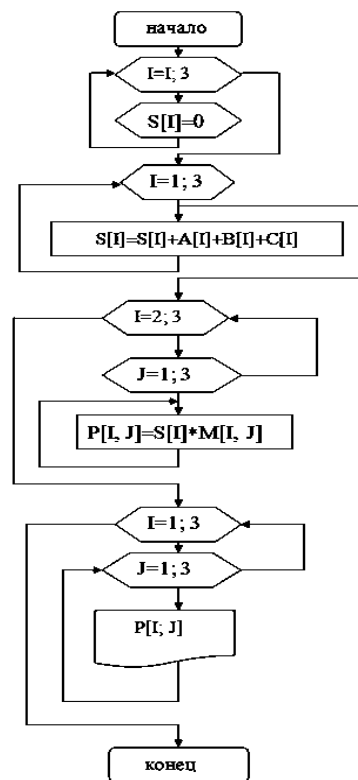 начало
I=I; 3
S[I]=0
I=1; 3
S[I]=S[I]+A[I]+B[I]+C[I]
I=2; 3
J=1; 3
P[I, J]=S[I]*M[I, J]
I=1; 3
J=1; 3
P[I; J]
конец